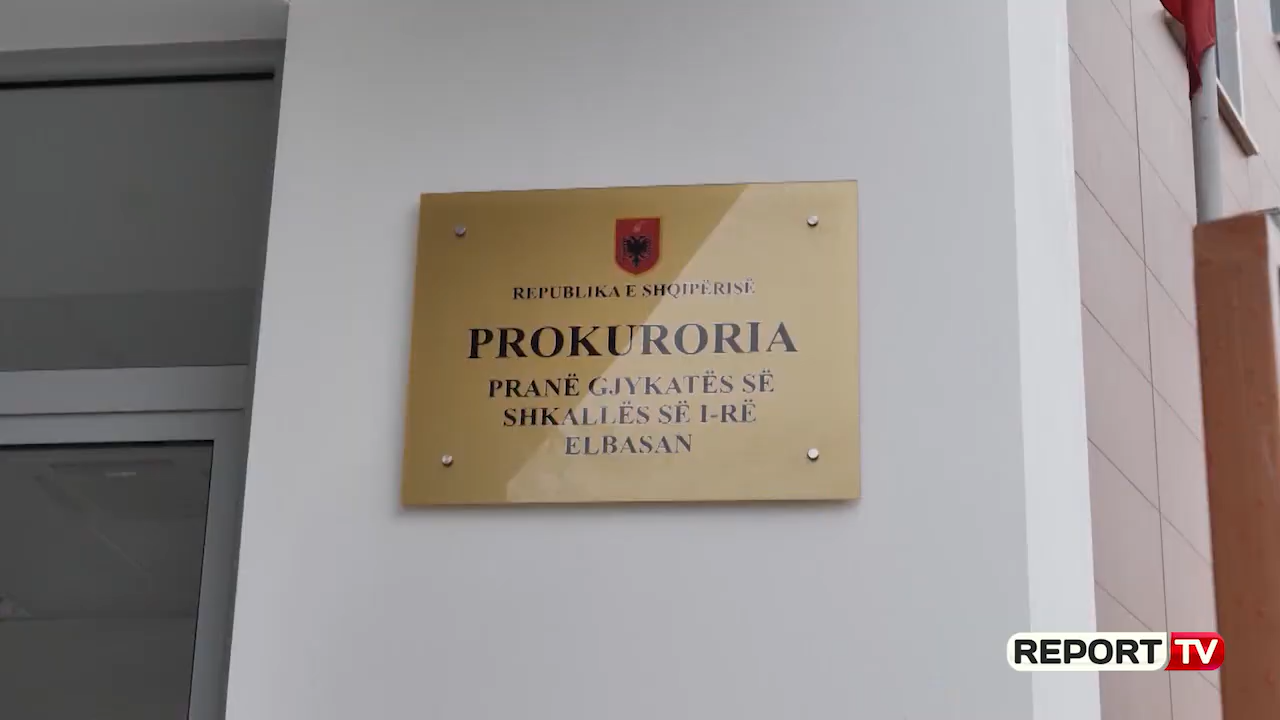 REPUBLIKA E SHQIPËRISË
PROKURORIA
PRANË GJYKATËS SË
SHKALLËS SË I-RË
ELBASAN
REPORT TV